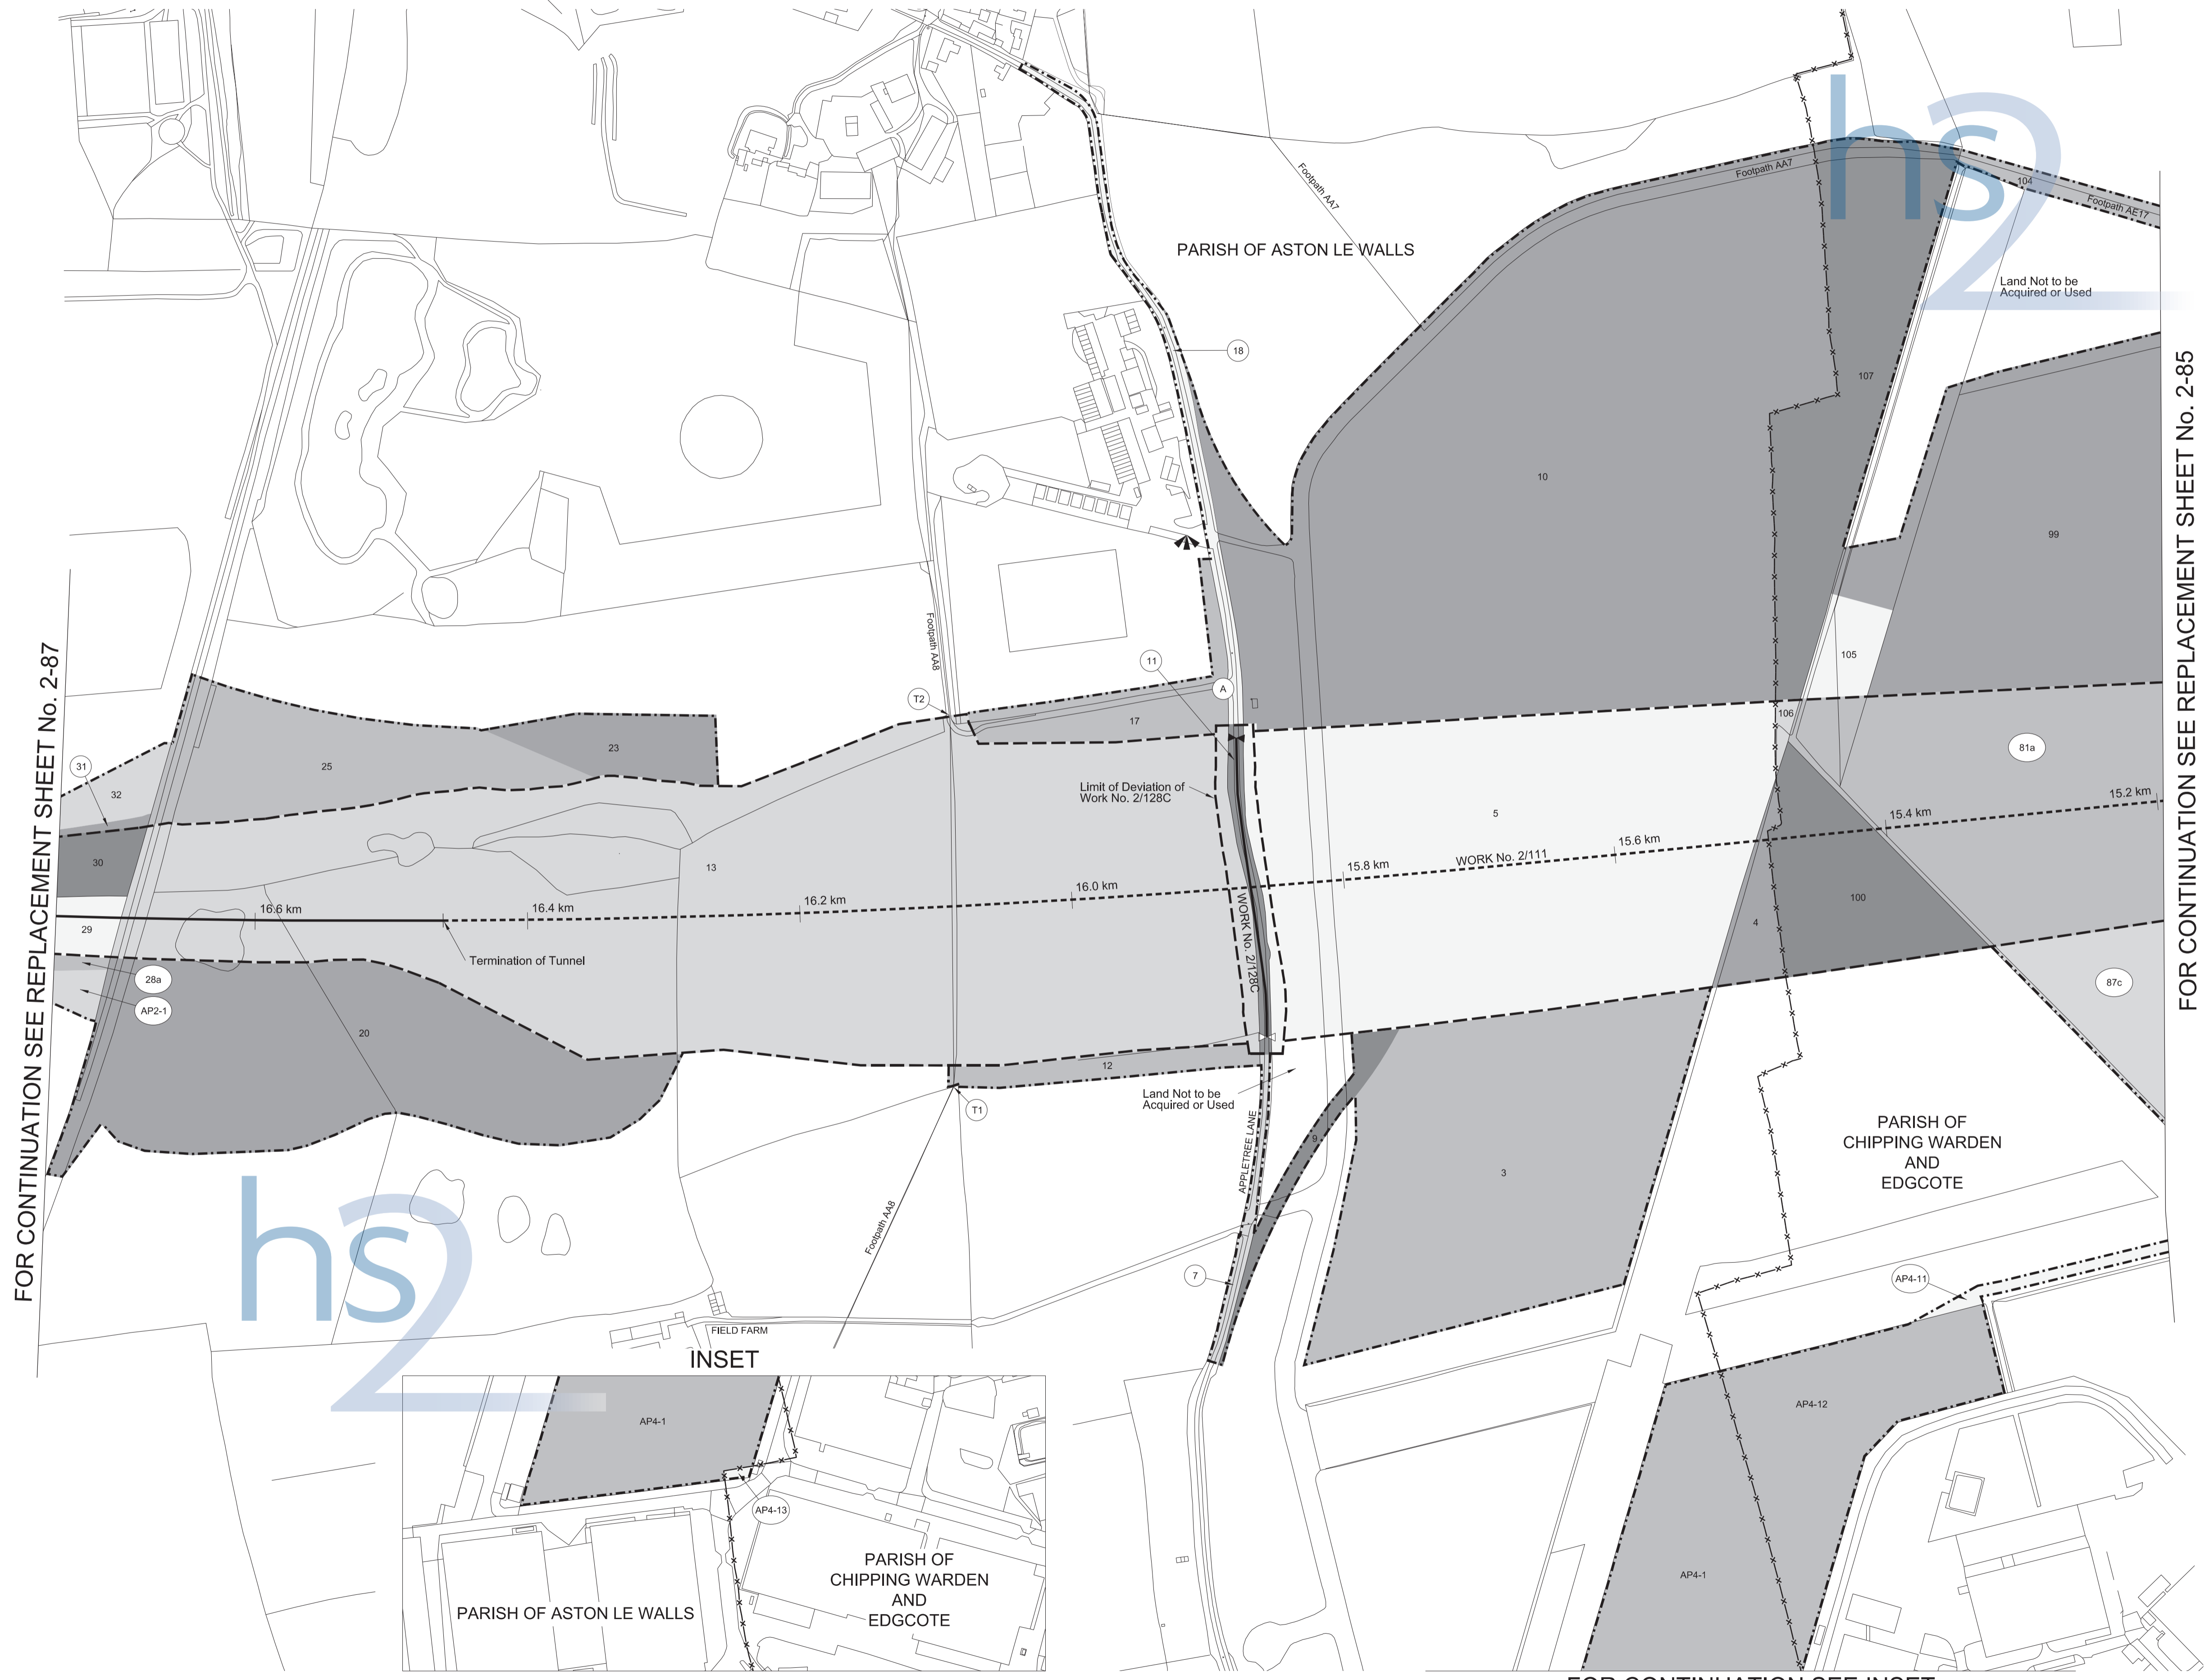 hs2
Footpath AA7
104
Footpath AE17
Footpath AA7
PARISH OF ASTON LE WALLS
Land Not to be
Acquired or Used
18
107
10
99
FOR CONTINUATION SEE REPLACEMENT SHEET No. 2-85
FOR CONTINUATION SEE REPLACEMENT SHEET No. 2-87
Footpath AA8
11
105
A
T2
17
106
23
25
31
32
81a
Limit of Deviation of
Work No. 2/128C
5
15.2 km
15.4 km
15.6 km
WORK No. 2/111
15.8 km
16.0 km
16.2 km
16.4 km
16.6 km
30
13
100
4
29
WORK No. 2/128C
Termination of Tunnel
28a
AP2-1
87c
20
12
Land Not to be
Acquired or Used
T1
9
APPLETREE LANE
3
PARISH OF
CHIPPING WARDEN
AND
EDGCOTE
hs2
Footpath AA8
7
AP4-11
FIELD FARM
INSET
AP4-1
AP4-13
PARISH OF
CHIPPING WARDEN
AND
EDGCOTE
PARISH OF ASTON LE WALLS
AP4-12
AP4-1
FOR CONTINUATION SEE INSET